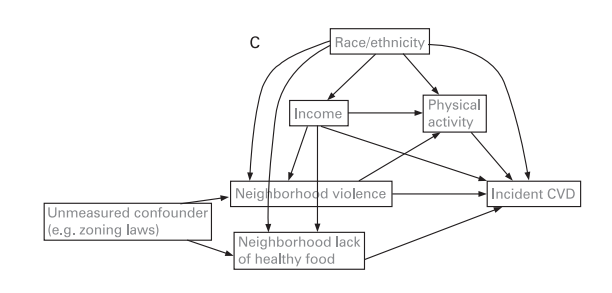 C
Race/ethnicity
Income
Physical
activity
Neighborhood violence
Incident CVD
Unmeasured confounder
(e.g. zoning laws)
Neighborhood lack
of healthy food